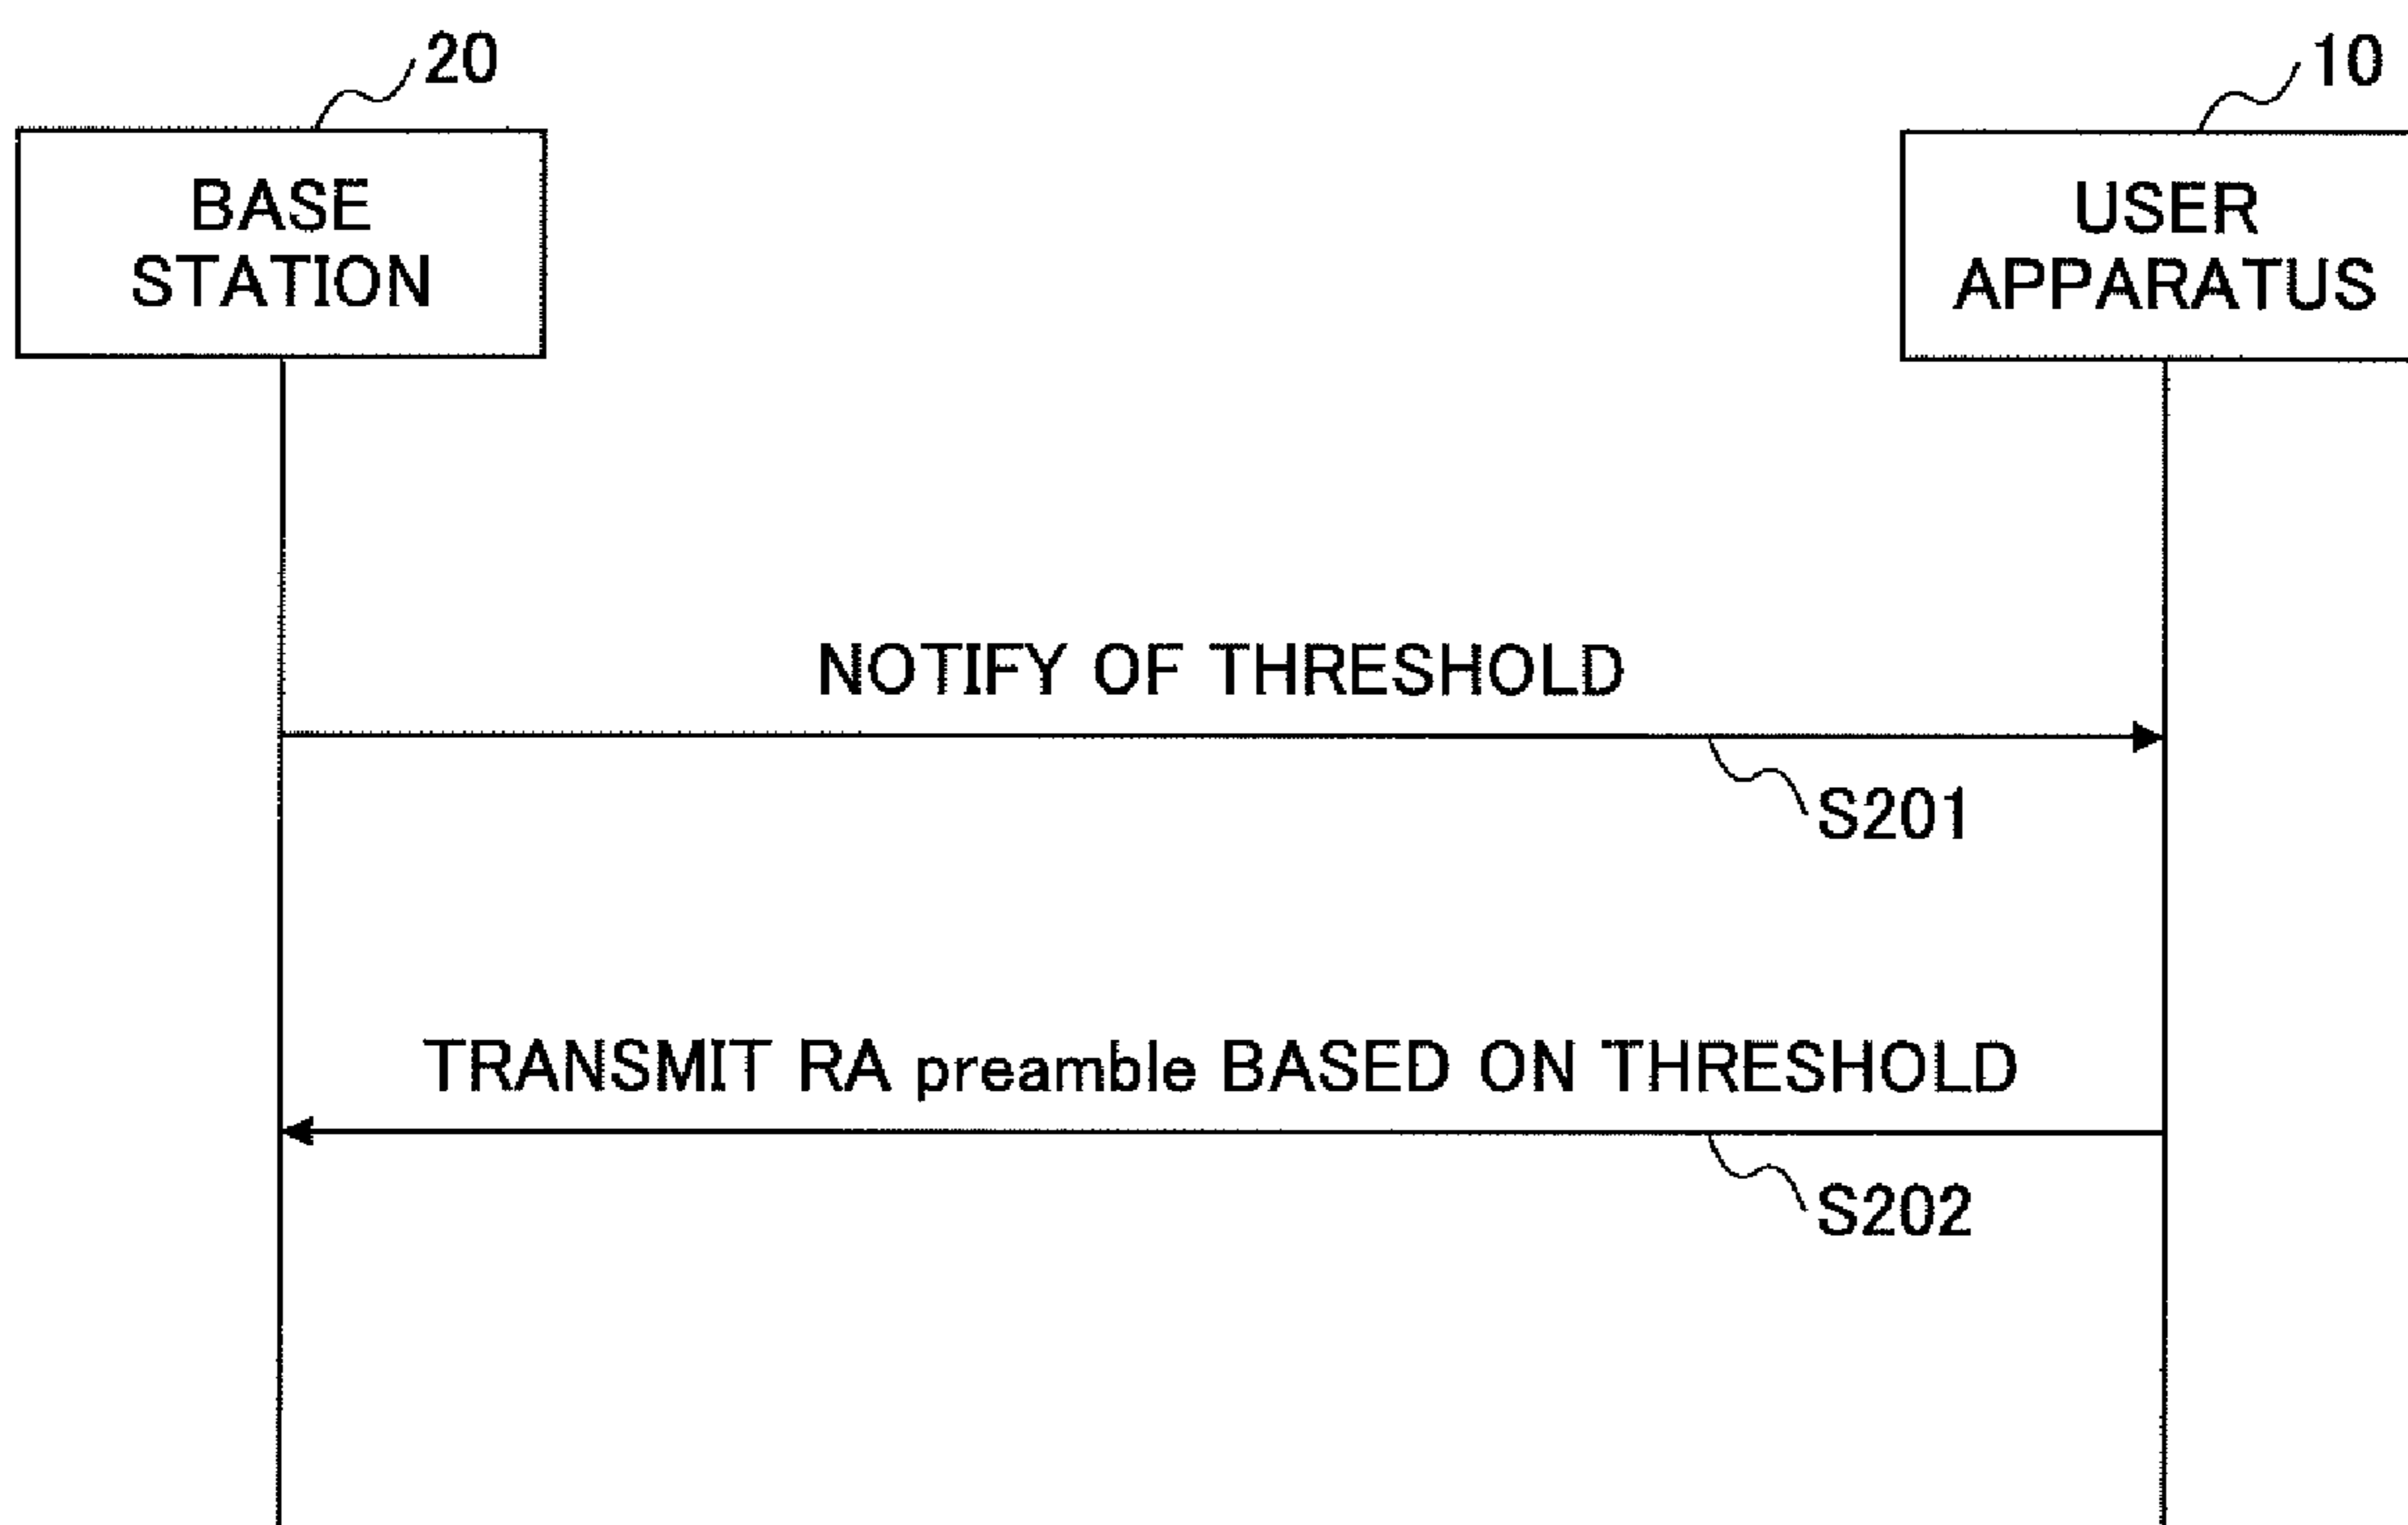 20
10
BASE
STATION
USER
APPARATUS
NOTIFY OF THRESHOLD
S201
TRANSMIT RA preamble BASED ON THRESHOLD
S202